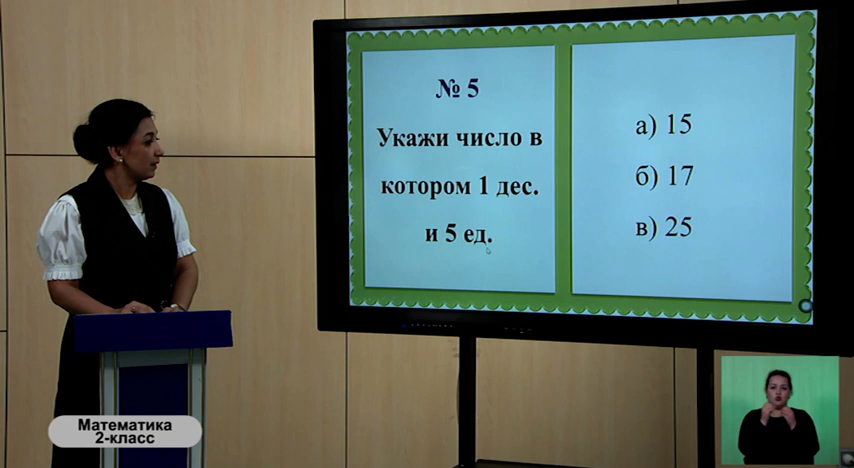 № 5
Укажи число в
котором 1 дес.
и 5 ед.
а) 15
б) 17
в) 25
Математика
2-класс